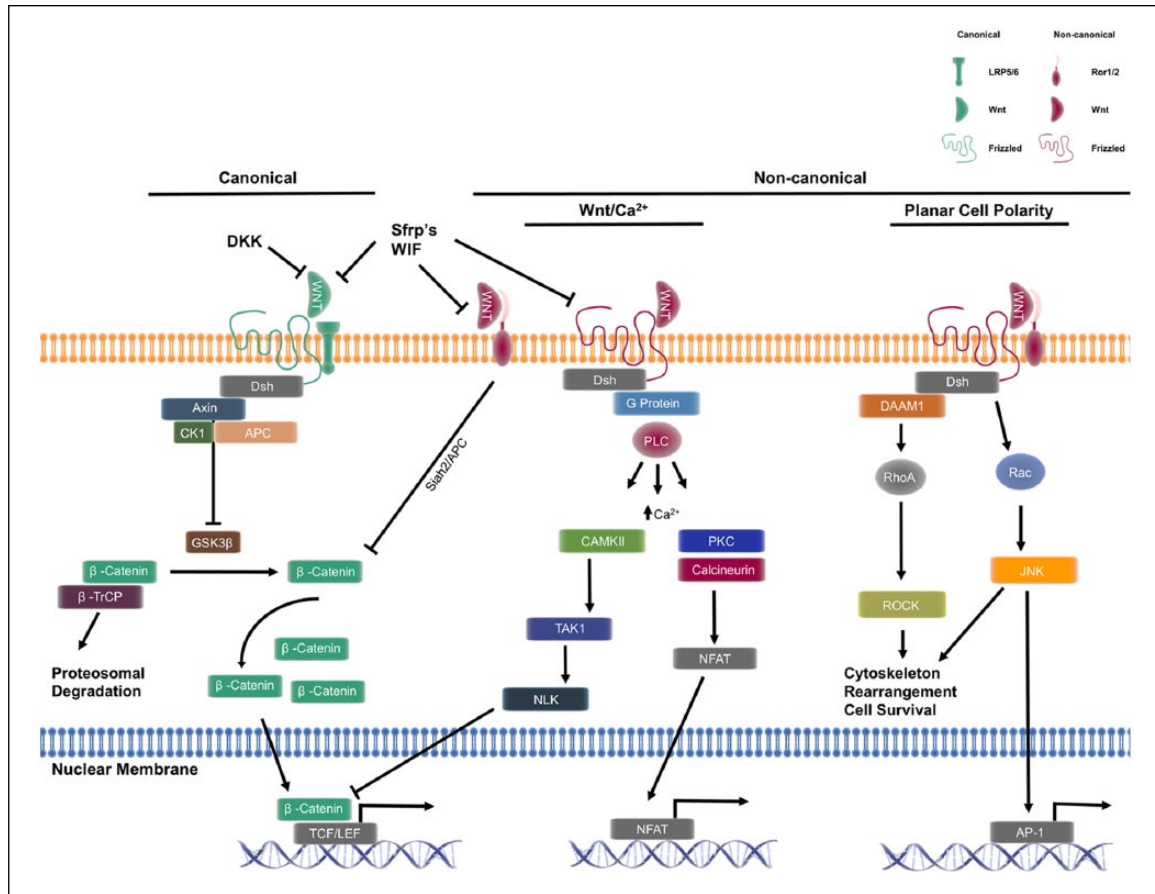 Canonical
Non-canonical
LRP5/6
Ror1/2
Wnt
Wnt
Frizzled
Frizzled
Canonical
Non-canonical
Wnt/Ca²⁺
Planar Cell Polarity
DKK
Sfrp's
WIF
WNT
WNT
WNT
WNT
Dsh
Axin
CK1
APC
GSK3β
β -Catenin
β -TrCP
β -Catenin
Proteosomal
Degradation
β -Catenin
β -Catenin
β -Catenin
Siah2/APC
Dsh
G Protein
PLC
Ca²⁺
CAMKII
PKC
Calcineurin
TAK1
NFAT
NLK
Dsh
DAAM1
RhoA
Rac
JNK
ROCK
Cytoskeleton
Rearrangement
Cell Survival
Nuclear Membrane
β -Catenin
TCF/LEF
NFAT
AP-1